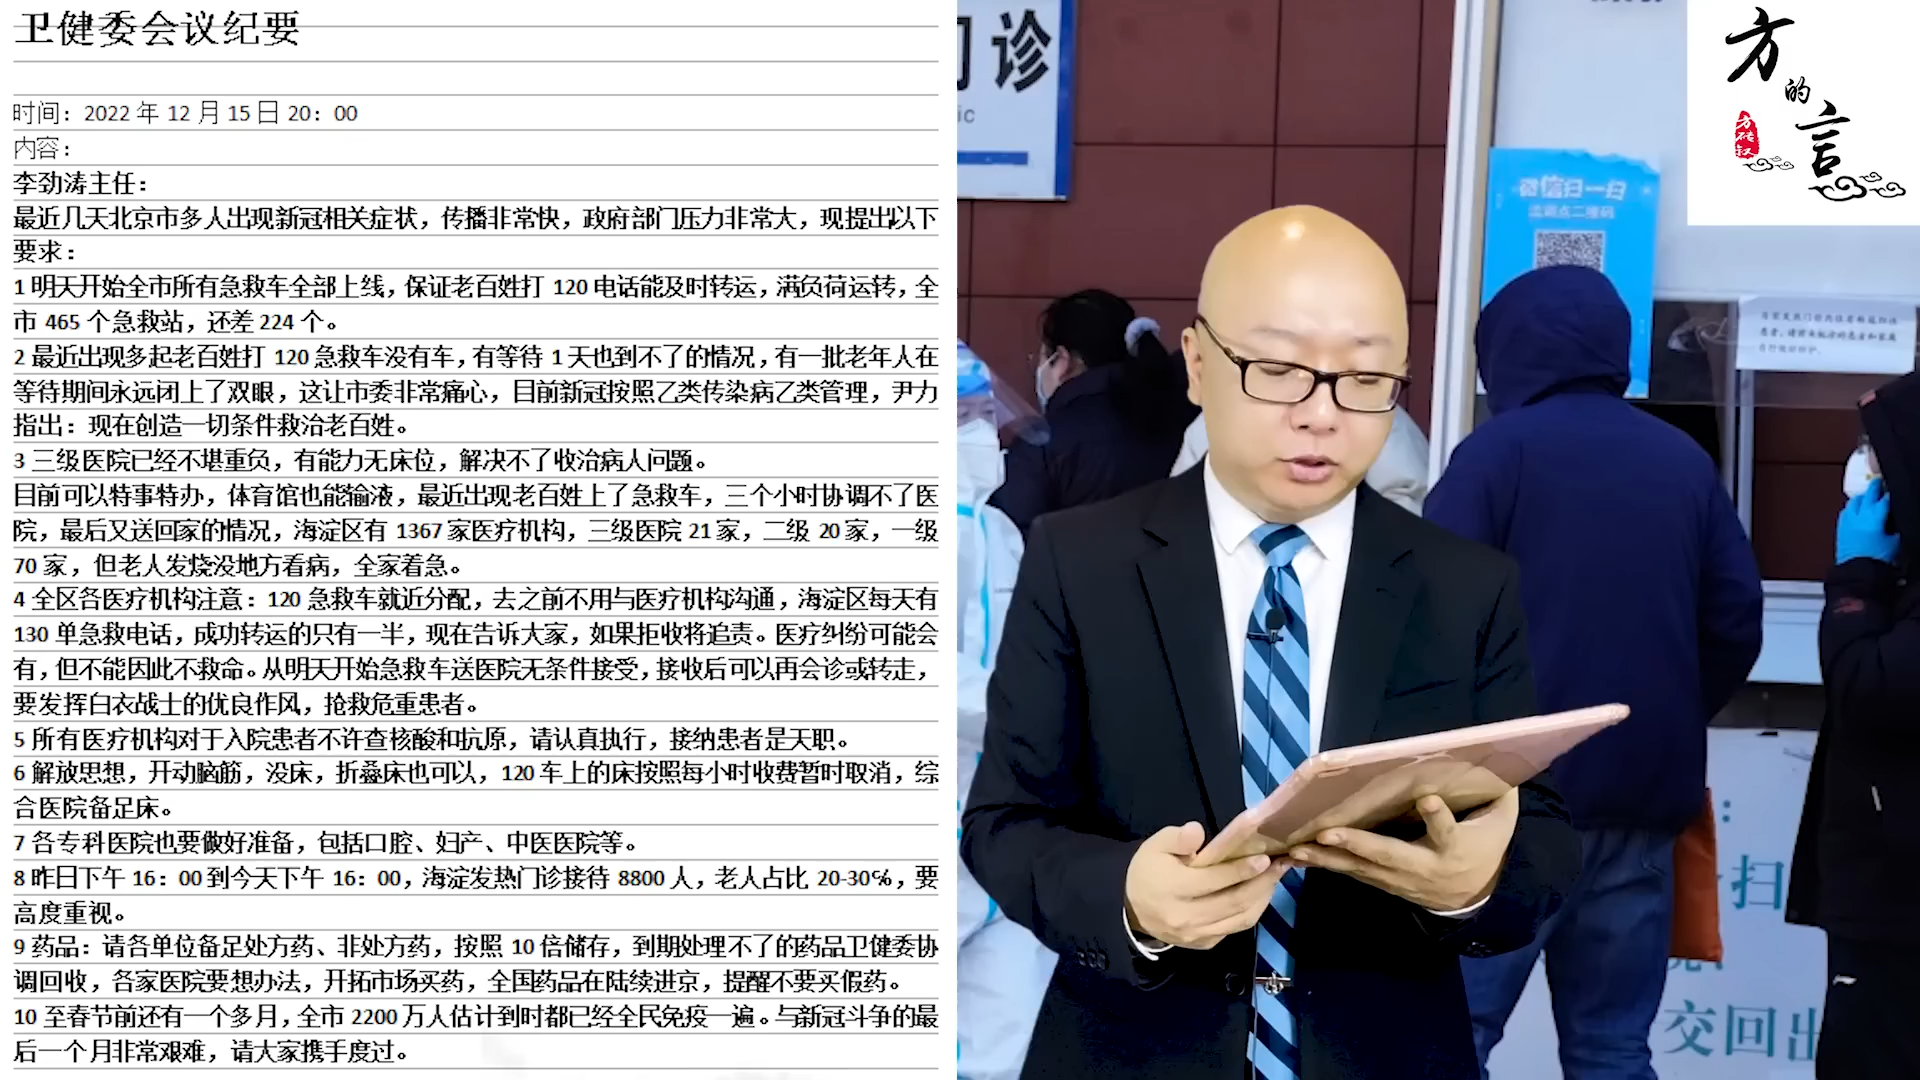 卫健委会议纪要
时间：2022 年 12 月 15 日 20：00
内容：
李劲涛主任：
最近几天北京市多人出现新冠相关症状，传播非常快，政府部门压力非常大，现提出以下
要求：
1 明天开始全市所有急救车全部上线，保证老百姓打 120 电话能及时转运，满负荷运转，全
市 465 个急救站，还差 224 个。
2 最近出现多起老百姓打 120 急救车没有车，有等待 1 天也到不了的情况，有一批老年人在
等待期间永远闭上了双眼，这让市委非常痛心，目前新冠按照乙类传染病乙类管理，尹力
指出：现在创造一切条件救治老百姓。
3 三级医院已经不堪重负，有能力无床位，解决不了收治病人问题。
目前可以特事特办，体育馆也能输液，最近出现老百姓上了急救车，三个小时协调不了医
院，最后又送回家的情况，海淀区有 1367 家医疗机构，三级医院 21 家，二级 20 家，一级
70 家，但老人发烧没地方看病，全家着急。
4 全区各医疗机构注意：120 急救车就近分配，去之前不用与医疗机构沟通，海淀区每天有
130 单急救电话，成功转运的只有一半，现在告诉大家，如果拒收将追责。医疗纠纷可能会
有，但不能因此不救命。从明天开始急救车送医院无条件接受，接收后可以再会诊或转走，
要发挥白衣战士的优良作风，抢救危重患者。
5 所有医疗机构对于入院患者不许查核酸和抗原，请认真执行，接纳患者是天职。
6 解放思想，开动脑筋，没床，折叠床也可以，120 车上的床按照每小时收费暂时取消，综
合医院备足床。
7 各专科医院也要做好准备，包括口腔、妇产、中医医院等。
8 昨日下午 16：00 到今天下午 16：00，海淀发热门诊接待 8800 人，老人占比 20-30%，要
高度重视。
9 药品：请各单位备足处方药、非处方药，按照 10 倍储存，到期处理不了的药品卫健委协
调回收，各家医院要想办法，开拓市场买药，全国药品在陆续进京，提醒不要买假药。
10 至春节前还有一个多月，全市 2200 万人估计到时都已经全民免疫一遍。与新冠斗争的最
后一个月非常艰难，请大家携手度过。
诊
ic
微信扫一扫
方的言
方砖叙
扫
交回出